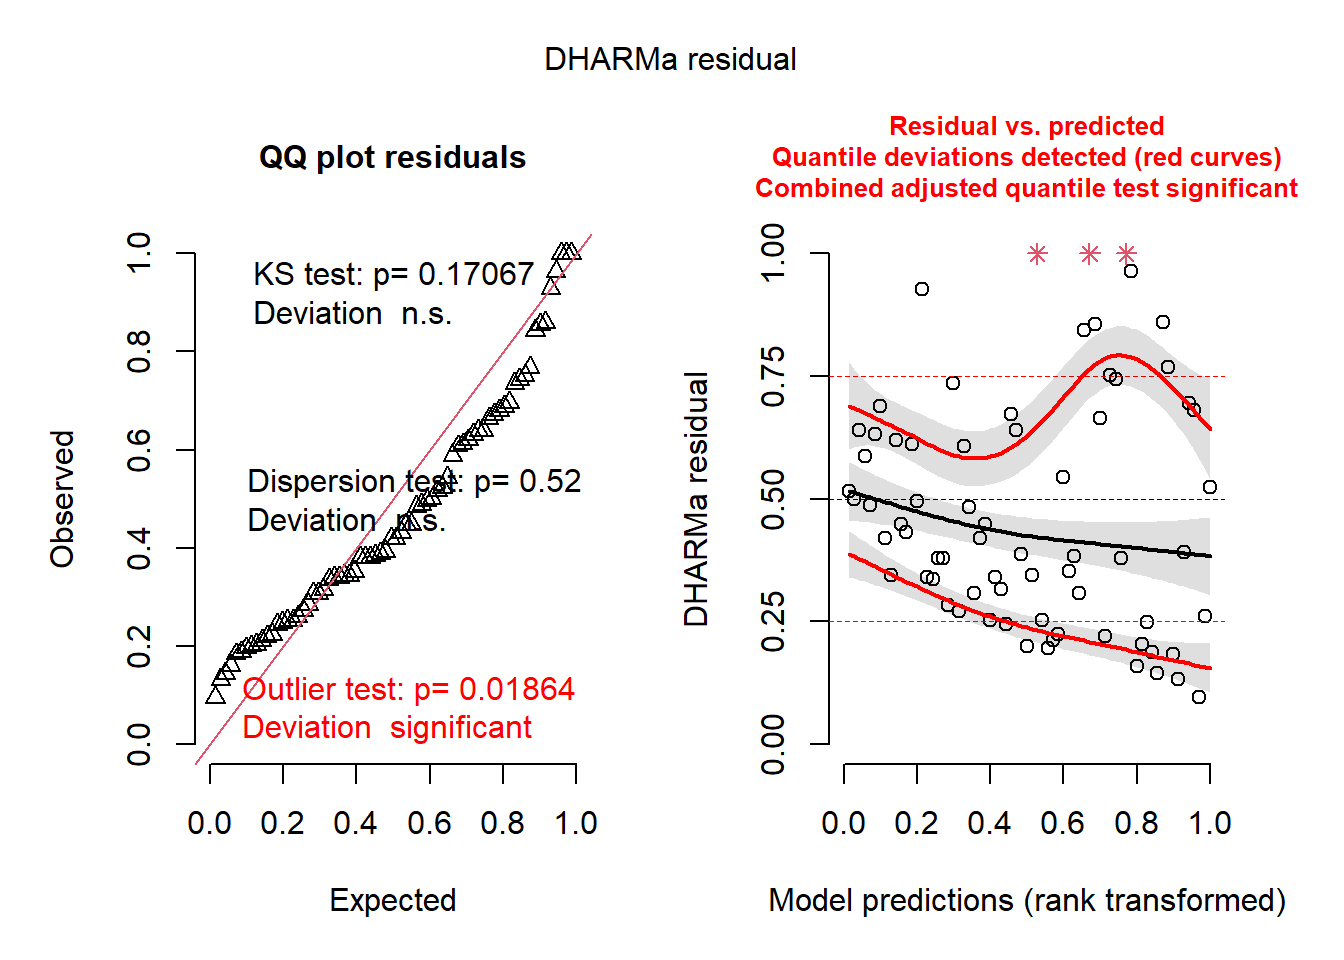 DHARMa residual
QQ plot residuals
KS test: p= 0.17067
Deviation  n.s.
Dispersion test: p= 0.52
Deviation  n.s.
Outlier test: p= 0.01864
Deviation  significant
Observed
0.0
0.2
0.4
0.6
0.8
1.0
0.0 0.2 0.4 0.6 0.8 1.0
Expected
Residual vs. predicted
Quantile deviations detected (red curves)
Combined adjusted quantile test significant
DHARMa residual
0.00
0.25
0.50
0.75
1.00
0.0 0.2 0.4 0.6 0.8 1.0
Model predictions (rank transformed)